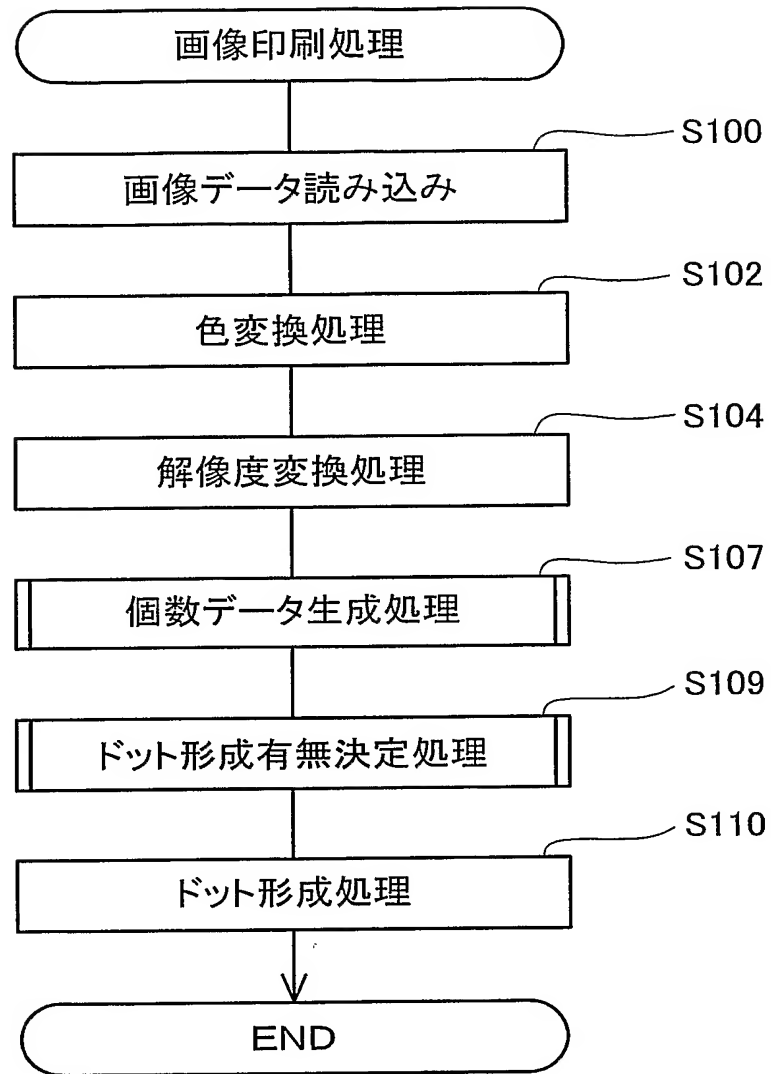 画像印刷処理
S100
画像データ読み込み
S102
色変換処理
S104
解像度変換処理
S107
個数データ生成処理
S109
ドット形成有無決定処理
S110
ドット形成処理
END